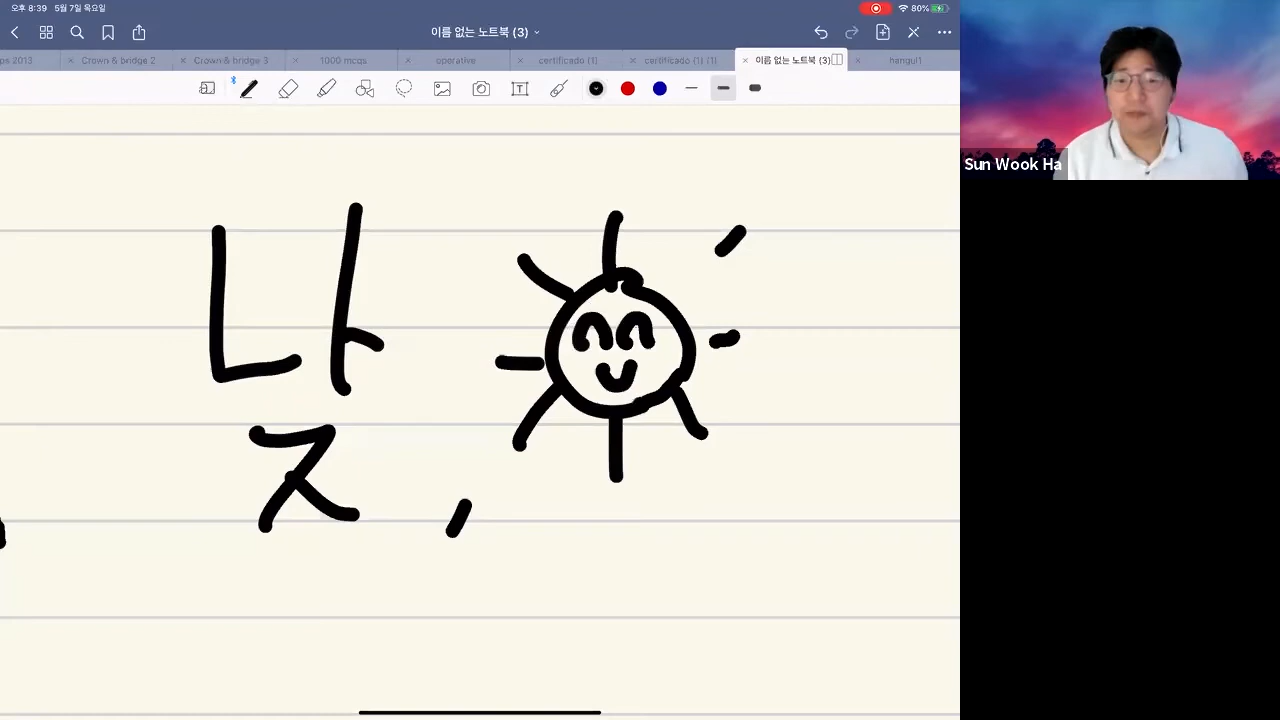 오후 8:39 5월 7일 목요일
80%
이름 없는 노트북 (3)
ps 2013
Crown & bridge 2
Crown & bridge 3
1000 mcqs
operative
certificado (1)
certificado (1) (1)
이름 없는 노트북 (3)
hangul1
T
낮 ,
Sun Wook Ha